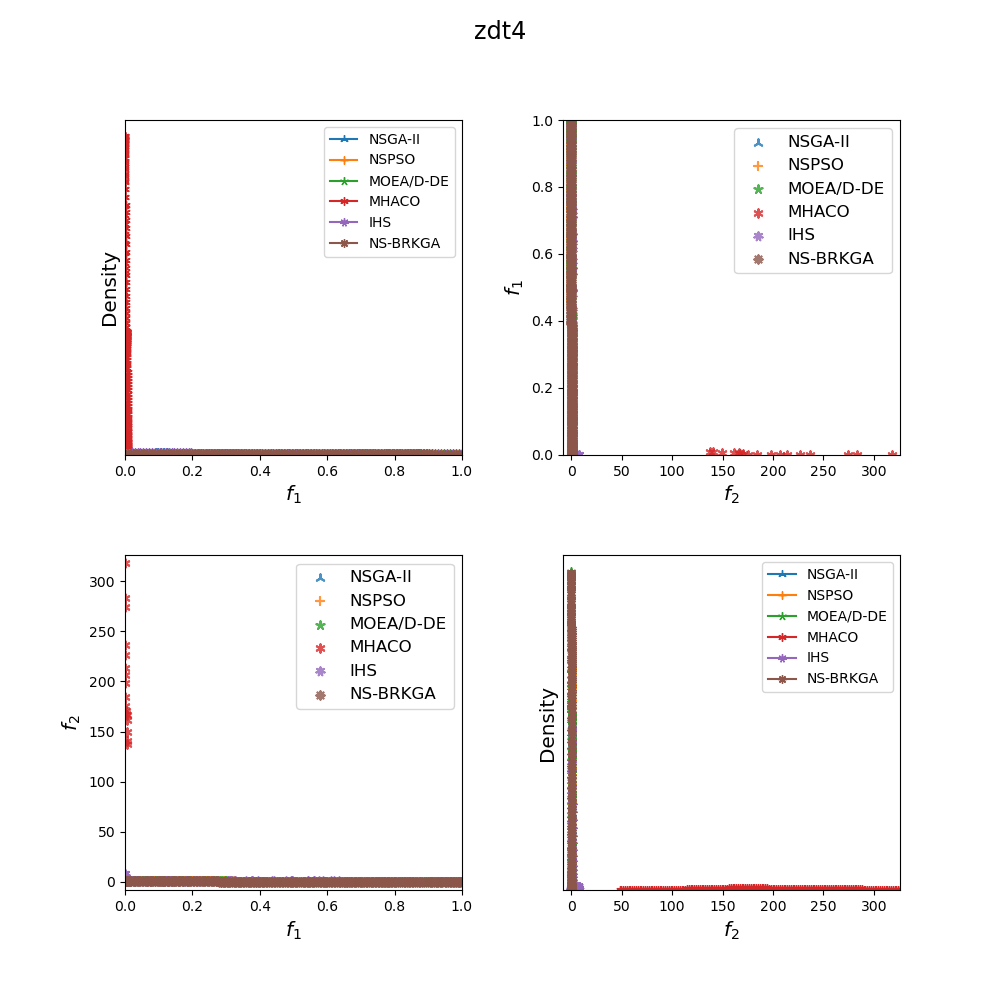 zdt4
Density
NSGA-II
NSPSO
MOEA/D-DE
MHACO
IHS
NS-BRKGA
0.0 0.2 0.4 0.6 0.8 1.0
f1
f1
1.0
0.8
0.6
0.4
0.2
0.0
NSGA-II
NSPSO
MOEA/D-DE
MHACO
IHS
NS-BRKGA
0 50 100 150 200 250 300
f2
f2
300
250
200
150
100
50
0
NSGA-II
NSPSO
MOEA/D-DE
MHACO
IHS
NS-BRKGA
0.0 0.2 0.4 0.6 0.8 1.0
f1
Density
NSGA-II
NSPSO
MOEA/D-DE
MHACO
IHS
NS-BRKGA
0 50 100 150 200 250 300
f2